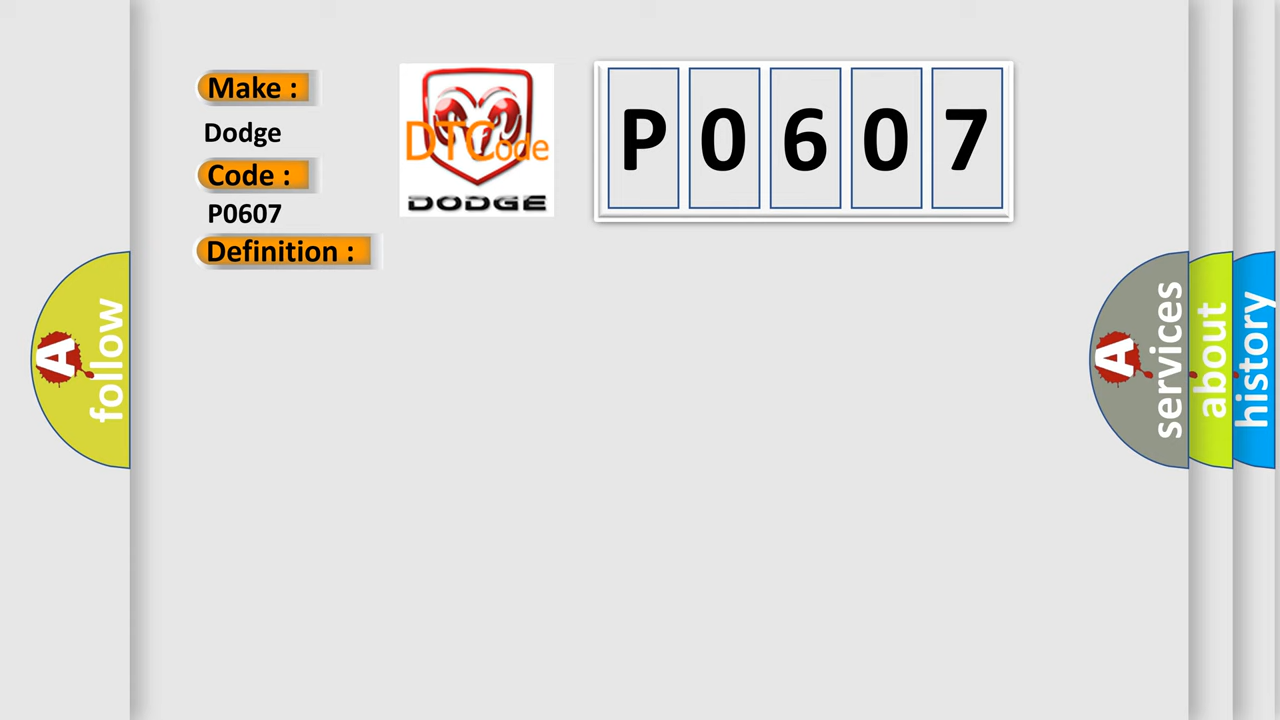 Make :
Dodge
Code :
P0607
Definition :
DTCode
DODGE
P 0 6 0 7
A follow
A services
about
history